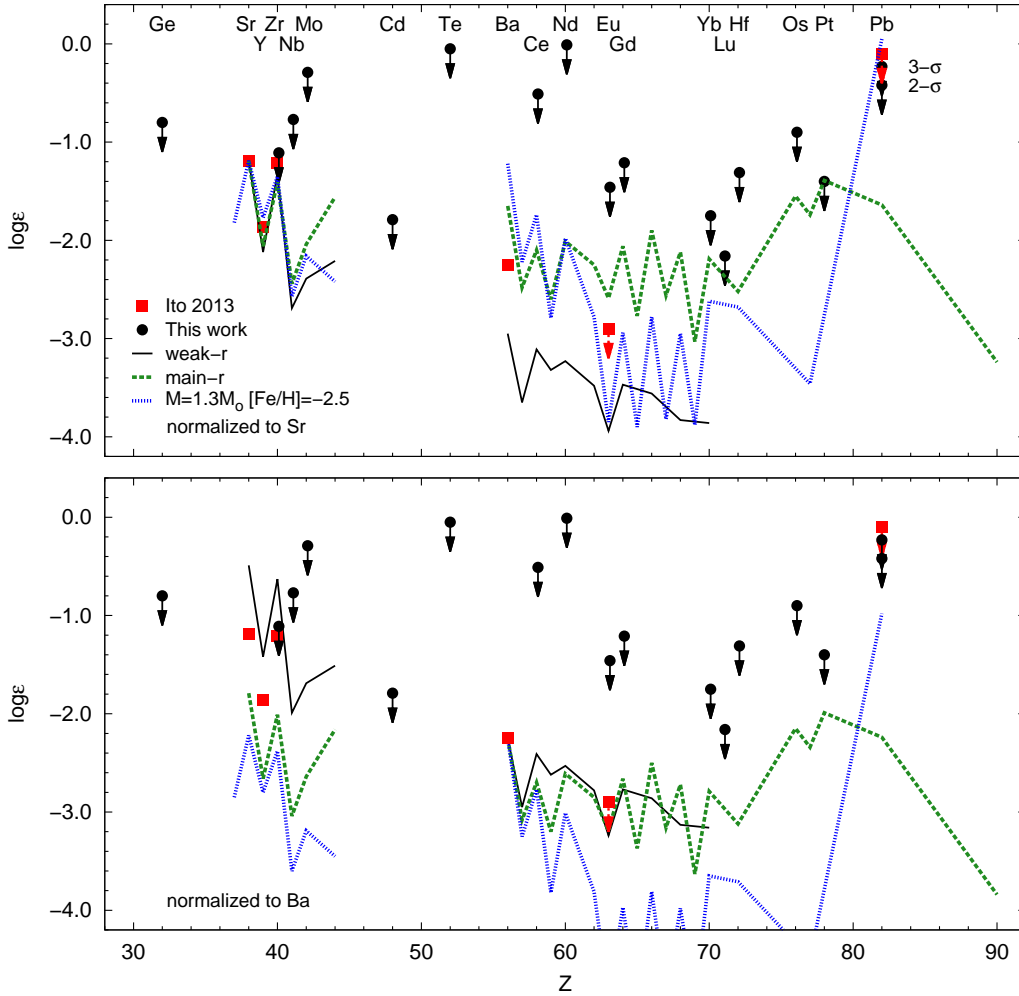 Ge Sr Zr Mo Cd Te Ba Nd Eu Yb Hf Os Pt Pb
Y Nb Ce Gd Lu
0.0
−1.0
−2.0
−3.0
−4.0
logε
3−σ
2−σ
Ito 2013
This work
weak−r
main−r
M=1.3Mo [Fe/H]=−2.5
normalized to Sr
0.0
−1.0
−2.0
−3.0
−4.0
logε
normalized to Ba
30 40 50 60 70 80 90
Z